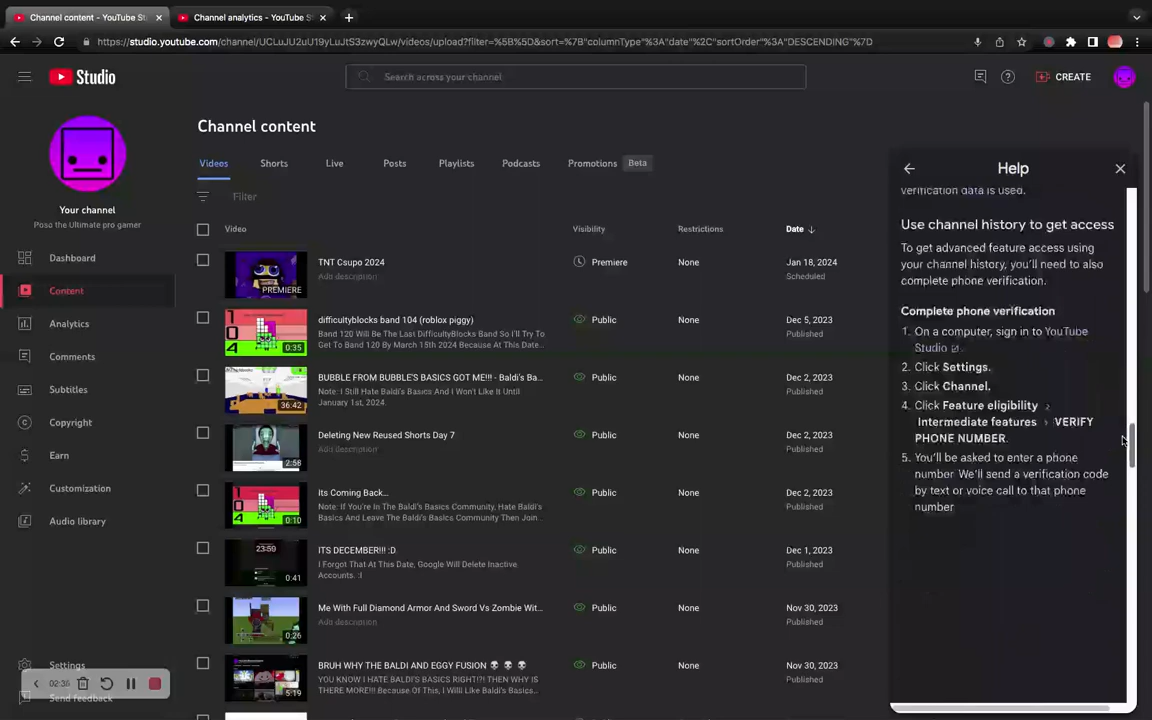 Channel content - YouTube St
Channel analytics - YouTube S
https://studio.youtube.com/channel/UCLuJU2uU19yLuJtS3zwyQLw/videos/upload?filter=%5B%5D&sort=%7B"columnType"%3A"date"%2C"sortOrder"%3A"DESCENDING"%7D
Studio
Search across your channel
CREATE
Channel content
Videos Shorts Live Posts Playlists Podcasts Promotions Beta
Filter
Your channel
Poso the Ultimate pro gamer
Dashboard
Content
Analytics
Comments
Subtitles
Copyright
Earn
Customization
Audio library
Settings
Send feedback
02:36
Video Visibility Restrictions Date
PREMIERE
TNT Csupo 2024
Add description
Premiere None Jan 18, 2024
Scheduled
1 0 4
0:35
difficultyblocks band 104 (roblox piggy)
Band 120 Will Be The Last DifficultyBlocks Band So I'll Try To
Get To Band 120 By March 15th 2024 Because At This Date...
Public None Dec 5, 2023
Published
36:42
BUBBLE FROM BUBBLE'S BASICS GOT ME!!! - Baldi's Ba...
Note: I Still Hate Baldi's Basics And I Won't Like It Until
January 1st, 2024.
Public None Dec 2, 2023
Published
2:58
Deleting New Reused Shorts Day 7
Add description
Public None Dec 2, 2023
Published
1 0 4
0:10
Its Coming Back...
Note: If You're In The Baldi's Basics Community, Hate Baldi's
Basics And Leave The Baldi's Basics Community Then Join...
Public None Dec 2, 2023
Published
23:59
0:41
ITS DECEMBER!!! :D
I Forgot That At This Date, Google Will Delete Inactive
Accounts. :I
Public None Dec 1, 2023
Published
0:26
Me With Full Diamond Armor And Sword Vs Zombie Wit...
Add description
Public None Nov 30, 2023
Published
5:19
BRUH WHY THE BALDI AND EGGY FUSION 💀 💀 💀
YOU KNOW I HATE BALDI'S BASICS RIGHT!?! THEN WHY IS
THERE MORE!!!.Because Of This, I Willi Like Baldi's Basics...
Public None Nov 30, 2023
Published
Help
verification data is used.
Use channel history to get access
To get advanced feature access using
your channel history, you'll need to also
complete phone verification.
Complete phone verification
1. On a computer, sign in to YouTube
Studio
2. Click Settings.
3. Click Channel.
4. Click Feature eligibility >
Intermediate features > VERIFY
PHONE NUMBER.
5. You'll be asked to enter a phone
number We'll send a verification code
by text or voice call to that phone
number